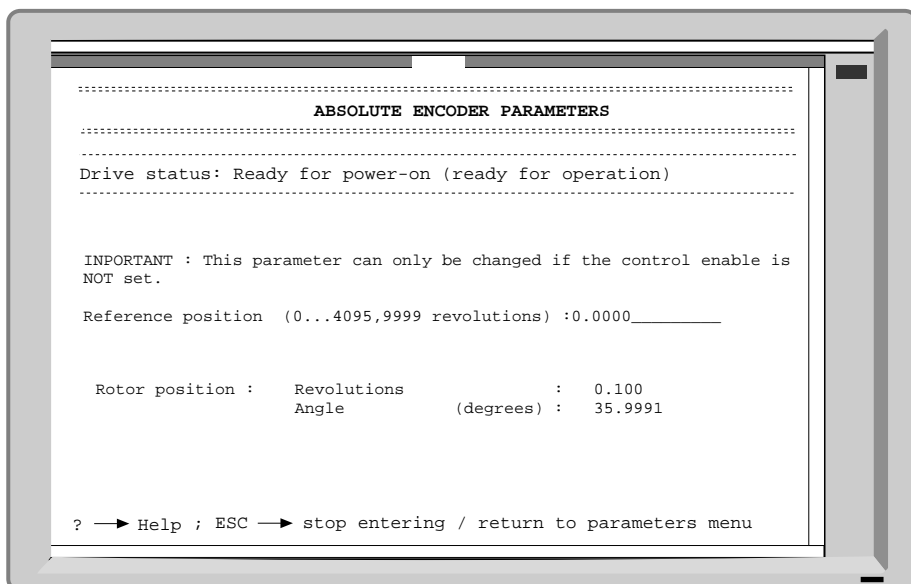 ABSOLUTE ENCODER PARAMETERS
Drive status: Ready for power-on (ready for operation)
INPORTANT : This parameter can only be changed if the control enable is
NOT set.
Reference position (0...4095,9999 revolutions) :0.0000_________
Rotor position : Revolutions : 0.100
Angle (degrees) : 35.9991
? → Help ; ESC → stop entering / return to parameters menu